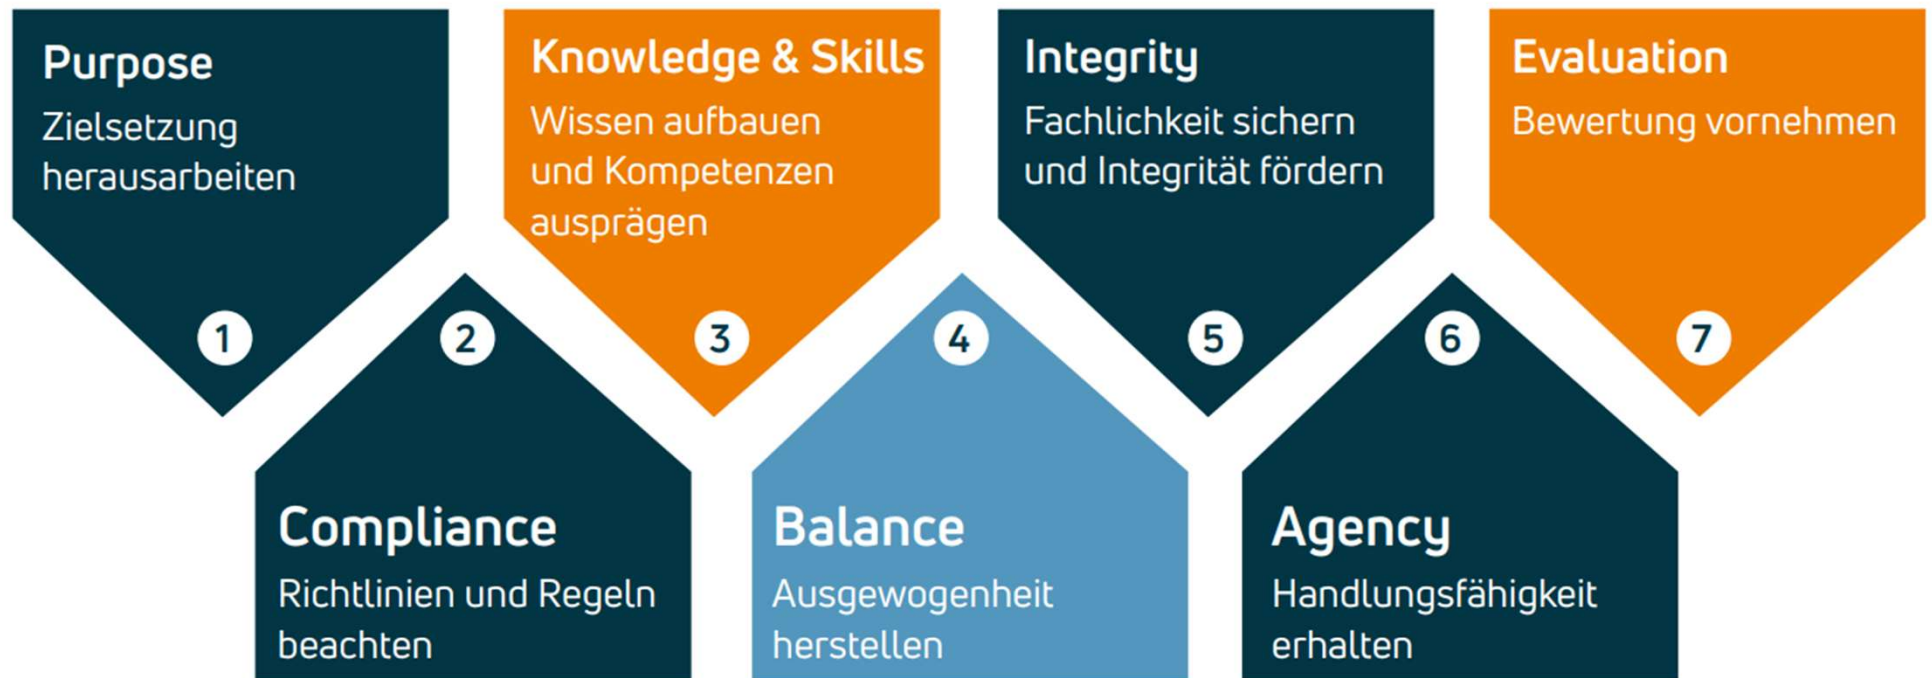 Purpose
Zielsetzung
herausarbeiten
1
Compliance
Richtlinien und Regeln
beachten
2
Knowledge & Skills
Wissen aufbauen
und Kompetenzen
ausprägen
3
Balance
Ausgewogenheit
herstellen
4
Integrity
Fachlichkeit sichern
und Integrität fördern
5
Agency
Handlungsfähigkeit
erhalten
6
Evaluation
Bewertung vornehmen
7